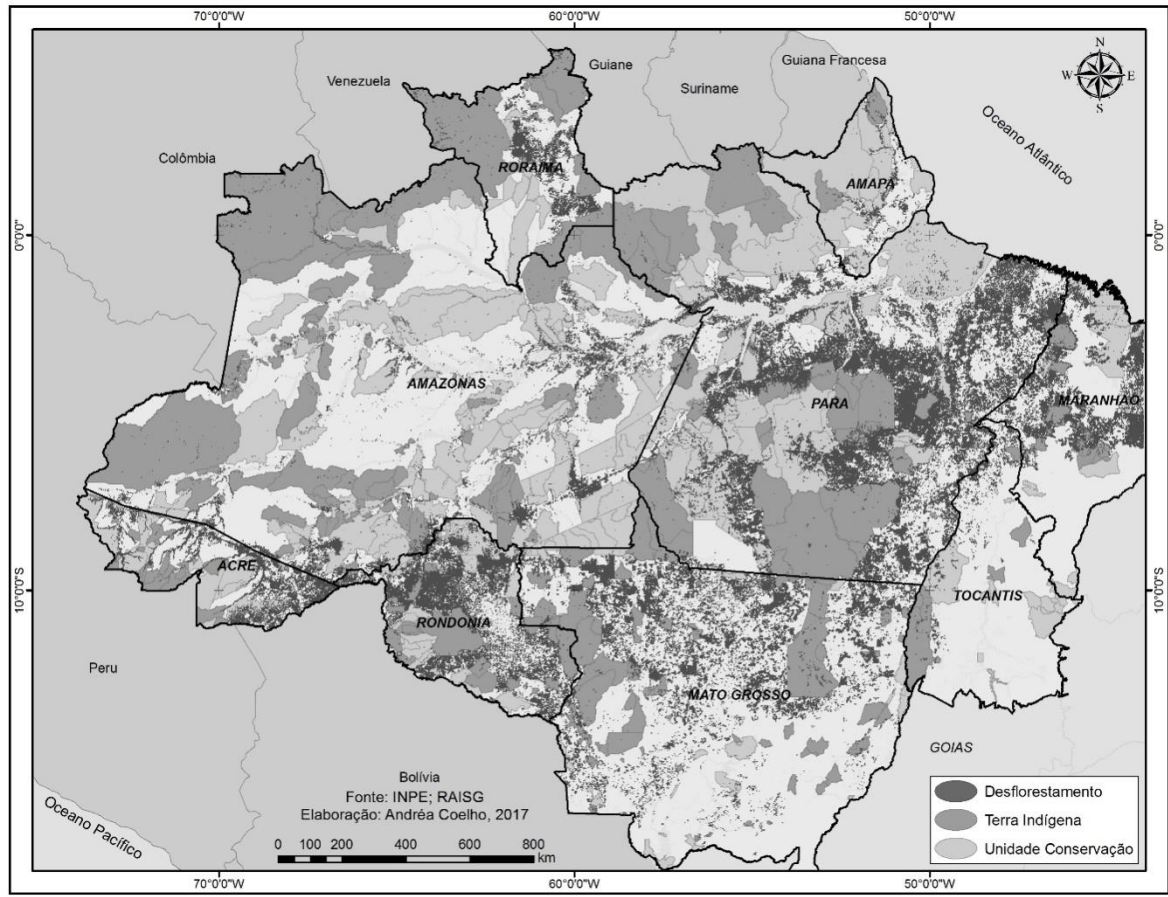 70°0'0"W 60°0'0"W 50°0'0"W
N
W E
S
Venezuela
Guiane
Guiana Francesa
Suriname
Oceano Atlântico
Colômbia
RORAIMA
AMAPÁ
0°0'0"
0°0'0"
AMAZONAS
PARA
MARANHÃO
ACRE
10°0'0"S
10°0'0"S
TOCANTIS
RONDONIA
Peru
MATO GROSSO
GOIAS
Bolívia
Fonte: INPE; RAISG
Elaboração: Andréa Coelho, 2017
0 100 200 400 600 800
km
Oceano Pacífico
Desflorestamento
Terra Indígena
Unidade Conservação
70°0'0"W 60°0'0"W 50°0'0"W